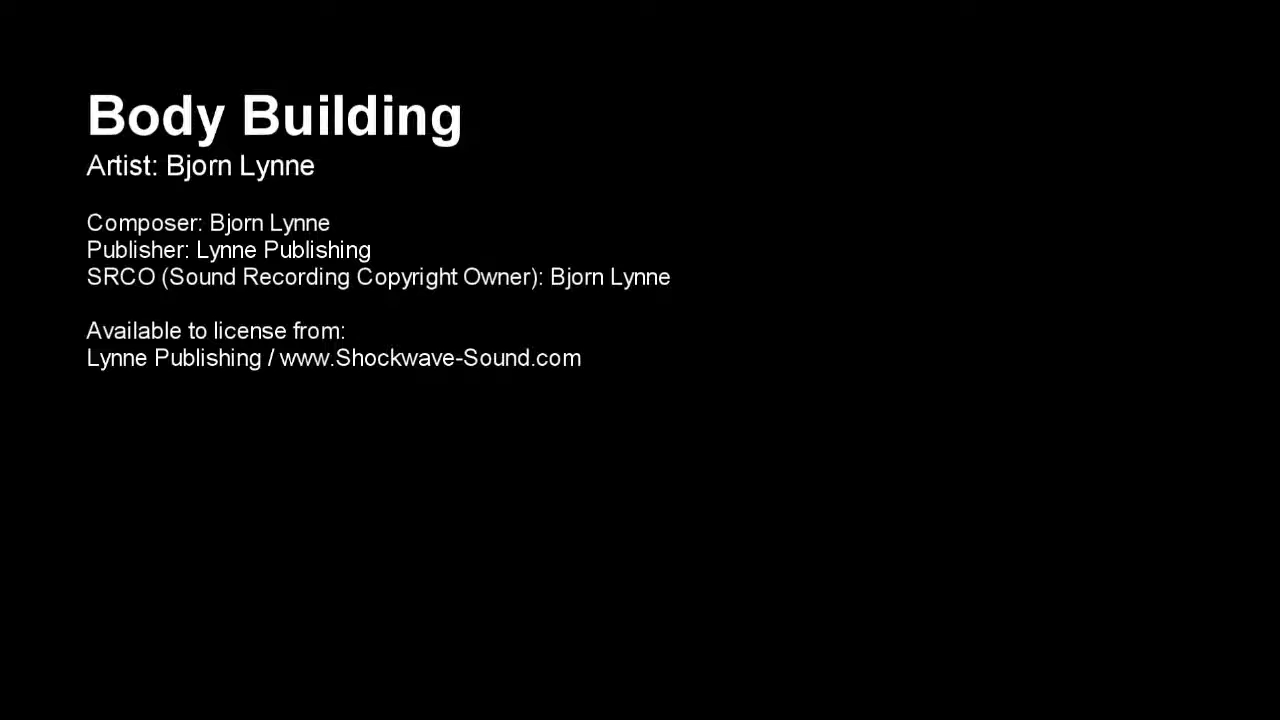 Body Building
Artist: Bjorn Lynne
Composer: Bjorn Lynne
Publisher: Lynne Publishing
SRCO (Sound Recording Copyright Owner): Bjorn Lynne
Available to license from:
Lynne Publishing / www.Shockwave-Sound.com